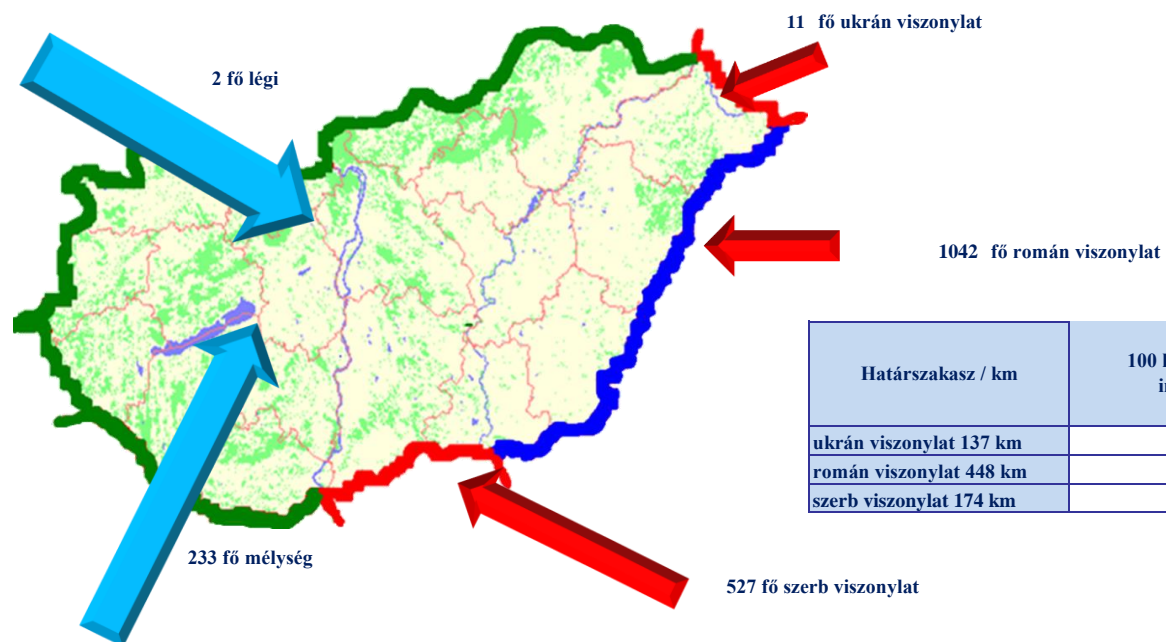 11 fő ukrán viszonylat
2 fő légi
1042 fő román viszonylat
Határszakasz / km
100
ukrán viszonylat 137 km
román viszonylat 448 km
szerb viszonylat 174 km
233 fő mélység
527 fő szerb viszonylat